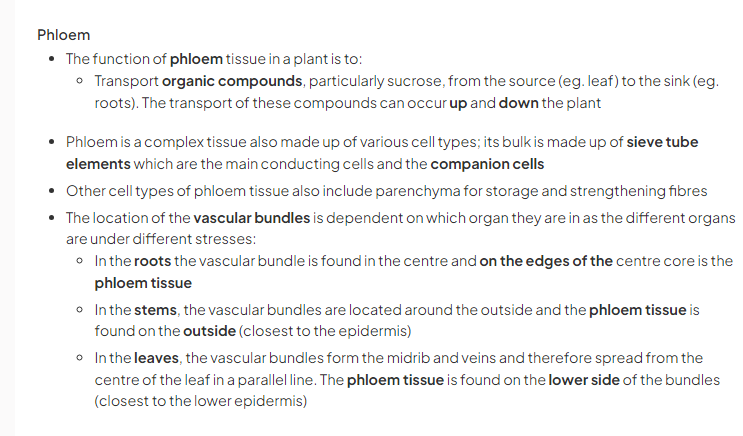 Phloem
• The function of phloem tissue in a plant is to:
○ Transport organic compounds, particularly sucrose, from the source (eg. leaf) to the sink (eg.
roots). The transport of these compounds can occur up and down the plant
• Phloem is a complex tissue also made up of various cell types; its bulk is made up of sieve tube
elements which are the main conducting cells and the companion cells
• Other cell types of phloem tissue also include parenchyma for storage and strengthening fibres
• The location of the vascular bundles is dependent on which organ they are in as the different organs
are under different stresses:
○ In the roots the vascular bundle is found in the centre and on the edges of the centre core is the
phloem tissue
○ In the stems, the vascular bundles are located around the outside and the phloem tissue is
found on the outside (closest to the epidermis)
○ In the leaves, the vascular bundles form the midrib and veins and therefore spread from the
centre of the leaf in a parallel line. The phloem tissue is found on the lower side of the bundles
(closest to the lower epidermis)